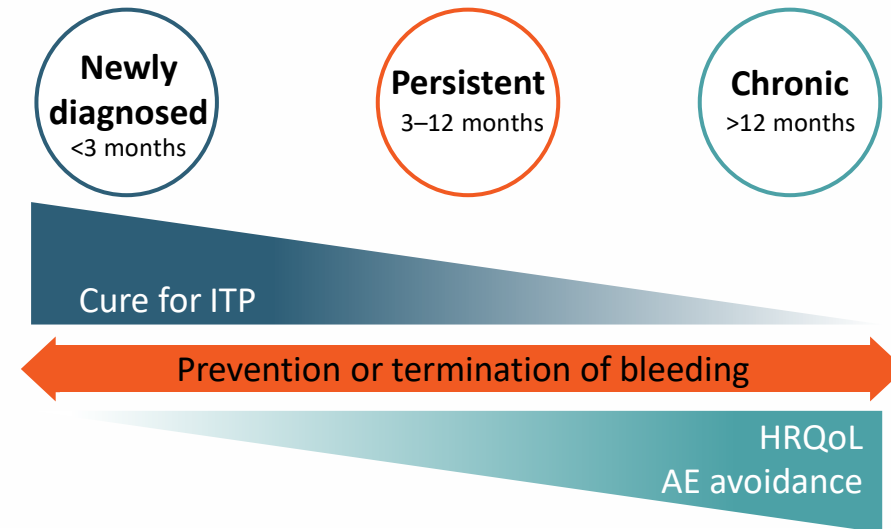 Newly
diagnosed
<3 months
Persistent
3–12 months
Chronic
>12 months
Cure for ITP
Prevention or termination of bleeding
HRQoL
AE avoidance